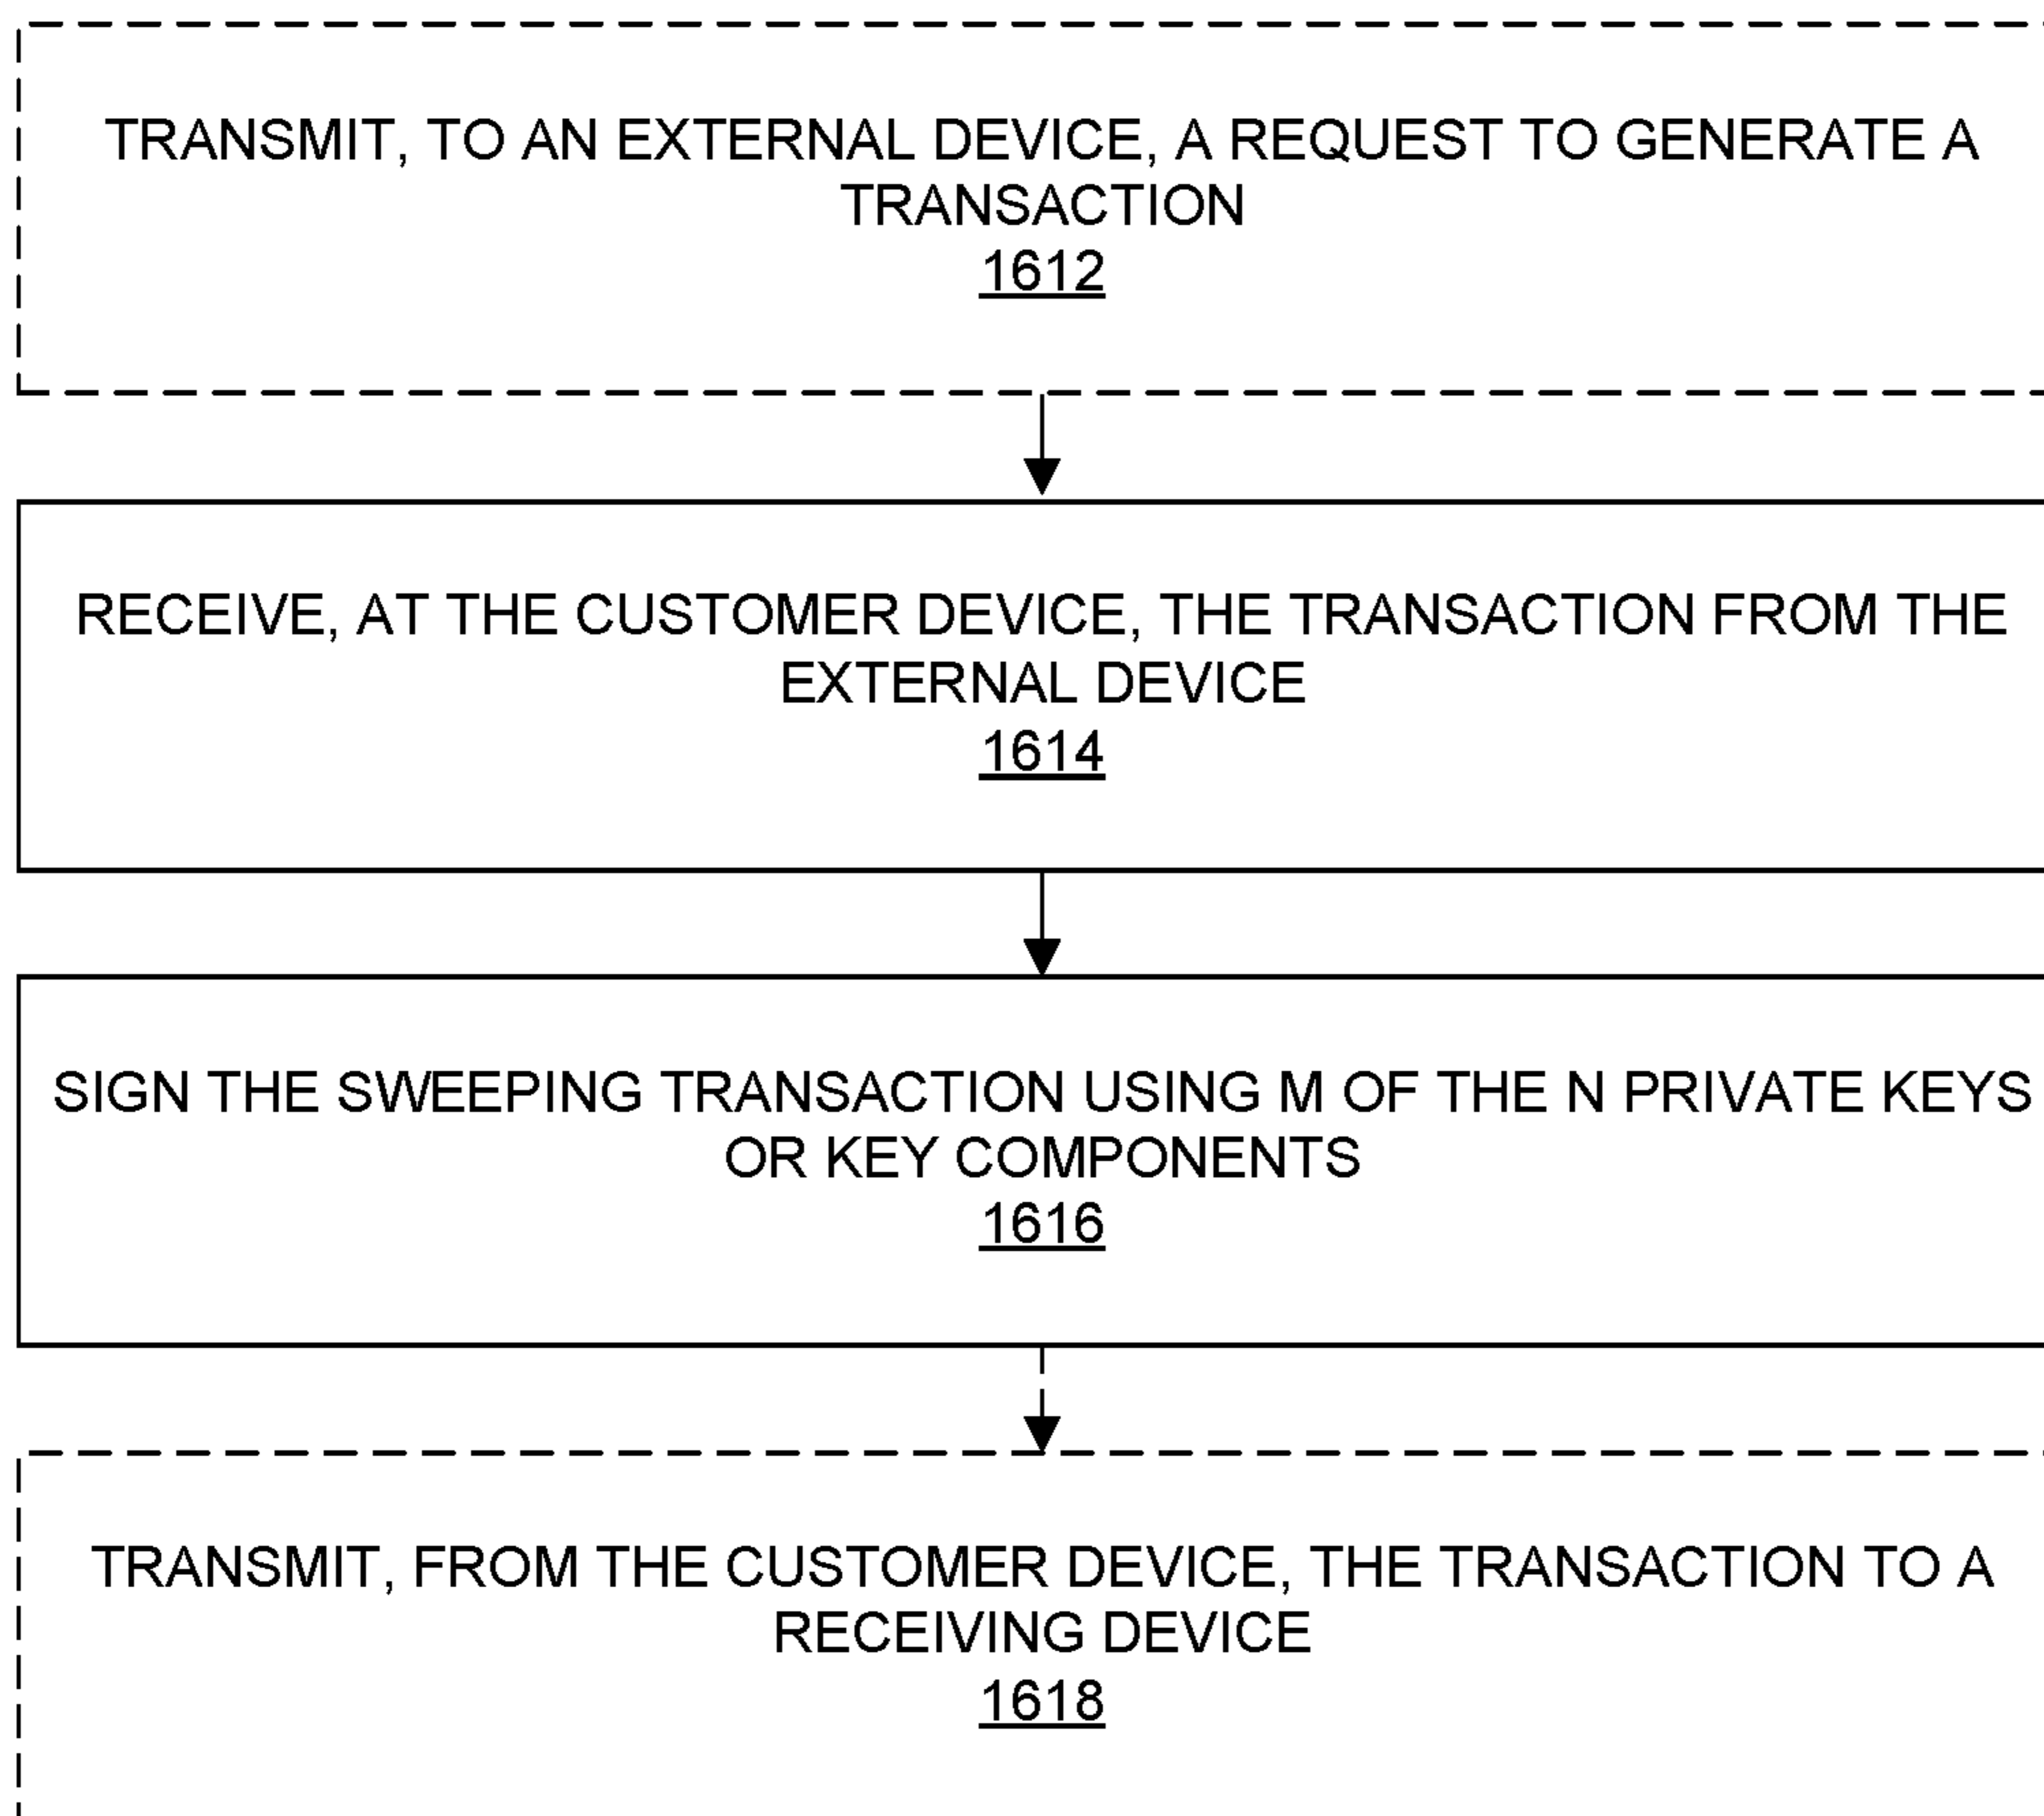 TRANSMIT, TO AN EXTERNAL DEVICE, A REQUEST TO GENERATE A
TRANSACTION
1612
RECEIVE, AT THE CUSTOMER DEVICE, THE TRANSACTION FROM THE
EXTERNAL DEVICE
1614
SIGN THE SWEEPING TRANSACTION USING M OF THE N PRIVATE KEYS
OR KEY COMPONENTS
1616
TRANSMIT, FROM THE CUSTOMER DEVICE, THE TRANSACTION TO A
RECEIVING DEVICE
1618